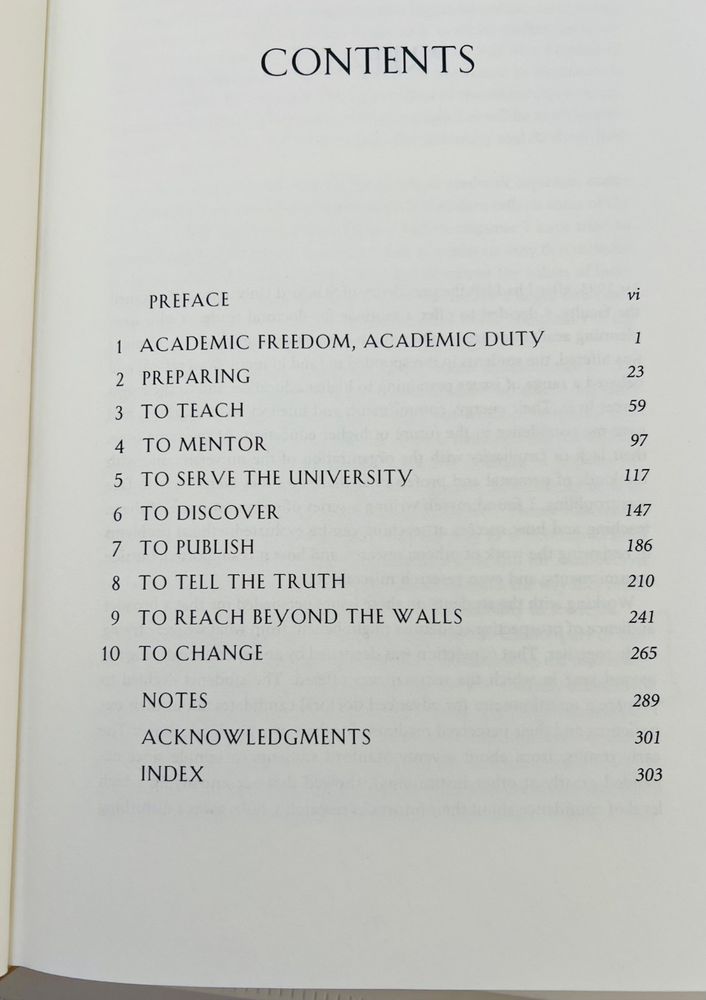 CONTENTS
PREFACE vi
1 ACADEMIC FREEDOM, ACADEMIC DUTY 1
2 PREPARING 23
3 TO TEACH 59
4 TO MENTOR 97
5 TO SERVE THE UNIVERSITY 117
6 TO DISCOVER 147
7 TO PUBLISH 186
8 TO TELL THE TRUTH 210
9 TO REACH BEYOND THE WALLS 241
10 TO CHANGE 265
NOTES 289
ACKNOWLEDGMENTS 301
INDEX 303